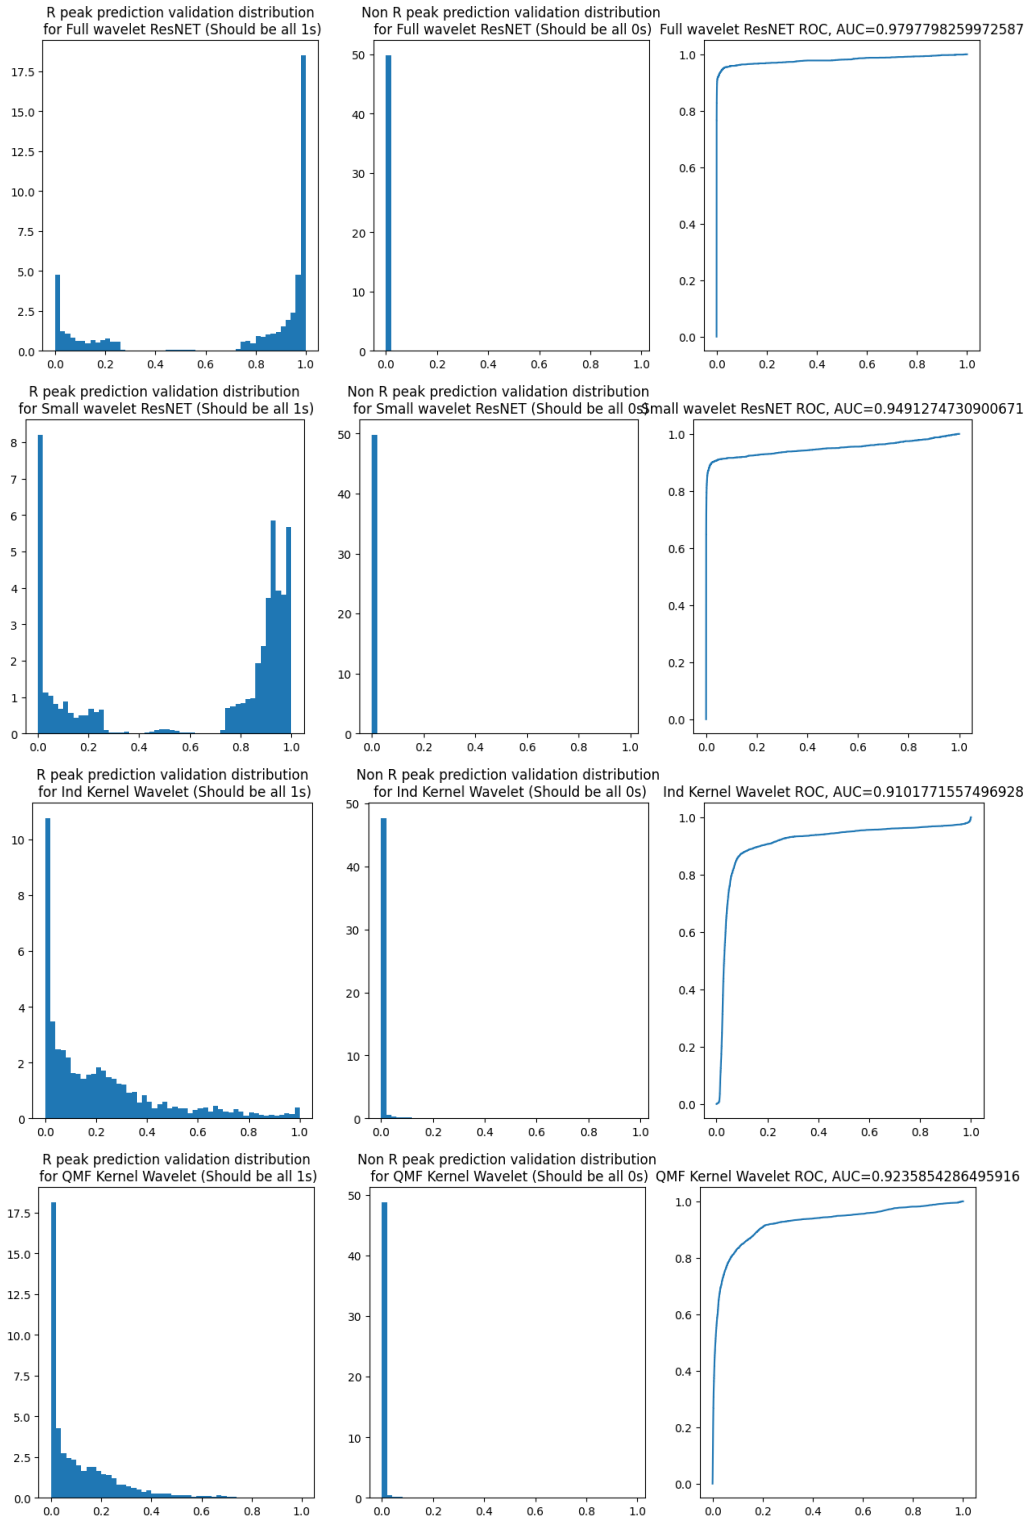 R peak prediction validation distribution
for Full wavelet ResNET (Should be all 1s)
17.5
15.0
12.5
10.0
7.5
5.0
2.5
0.0
0.0 0.2 0.4 0.6 0.8 1.0
Non R peak prediction validation distribution
for Full wavelet ResNET (Should be all 0s)
50
40
30
20
10
0
0.0 0.2 0.4 0.6 0.8 1.0
Full wavelet ResNET ROC, AUC=0.9797798259972587
1.0
0.8
0.6
0.4
0.2
0.0
0.0 0.2 0.4 0.6 0.8 1.0
R peak prediction validation distribution
for Small wavelet ResNET (Should be all 1s)
8
7
6
5
4
3
2
1
0
0.0 0.2 0.4 0.6 0.8 1.0
Non R peak prediction validation distribution
for Small wavelet ResNET (Should be all 0s)
50
40
30
20
10
0
0.0 0.2 0.4 0.6 0.8 1.0
Small wavelet ResNET ROC, AUC=0.9491274730900671
1.0
0.8
0.6
0.4
0.2
0.0
0.0 0.2 0.4 0.6 0.8 1.0
R peak prediction validation distribution
for Ind Kernel Wavelet (Should be all 1s)
10
8
6
4
2
0
0.0 0.2 0.4 0.6 0.8 1.0
Non R peak prediction validation distribution
for Ind Kernel Wavelet (Should be all 0s)
50
40
30
20
10
0
0.0 0.2 0.4 0.6 0.8 1.0
Ind Kernel Wavelet ROC, AUC=0.9101771557496928
1.0
0.8
0.6
0.4
0.2
0.0
0.0 0.2 0.4 0.6 0.8 1.0
R peak prediction validation distribution
for QMF Kernel Wavelet (Should be all 1s)
17.5
15.0
12.5
10.0
7.5
5.0
2.5
0.0
0.0 0.2 0.4 0.6 0.8 1.0
Non R peak prediction validation distribution
for QMF Kernel Wavelet (Should be all 0s)
50
40
30
20
10
0
0.0 0.2 0.4 0.6 0.8 1.0
QMF Kernel Wavelet ROC, AUC=0.9235854286495916
1.0
0.8
0.6
0.4
0.2
0.0
0.0 0.2 0.4 0.6 0.8 1.0